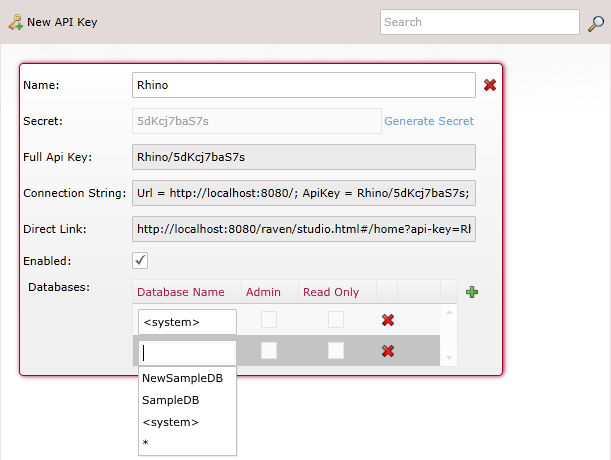 New API Key
Search
Name:
Rhino
Secret:
5dKcj7baS7s
Generate Secret
Full Api Key:
Rhino/5dKcj7baS7s
Connection String:
Url = http://localhost:8080/; ApiKey = Rhino/5dKcj7baS7s;
Direct Link:
http://localhost:8080/raven/studio.html#/home?api-key=Rh
Enabled:
Databases:
Database Name
Admin
Read Only
<system>
NewSampleDB
SampleDB
<system>
*